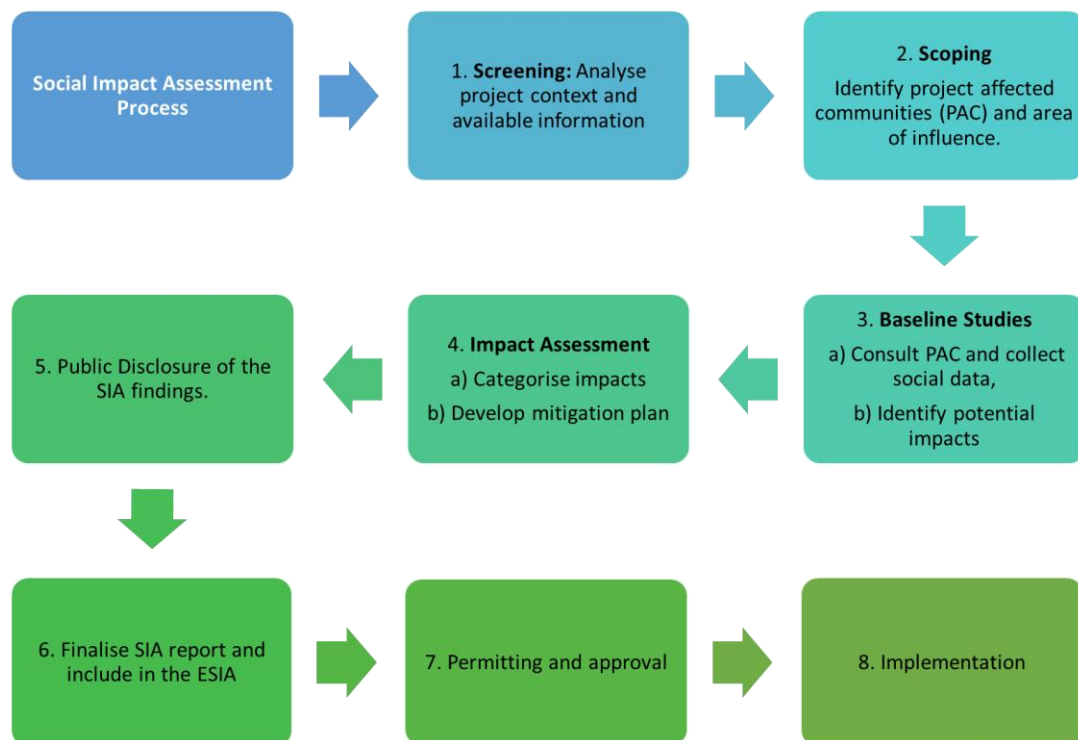 Social Impact Assessment
Process
1. Screening: Analyse
project context and
available information
2. Scoping
Identify project affected
communities (PAC) and area
of influence.
3. Baseline Studies
a) Consult PAC and collect
social data,
b) Identify potential
impacts
4. Impact Assessment
a) Categorise impacts
b) Develop mitigation plan
5. Public Disclosure of the
SIA findings.
6. Finalise SIA report and
include in the ESIA
7. Permitting and approval
8. Implementation